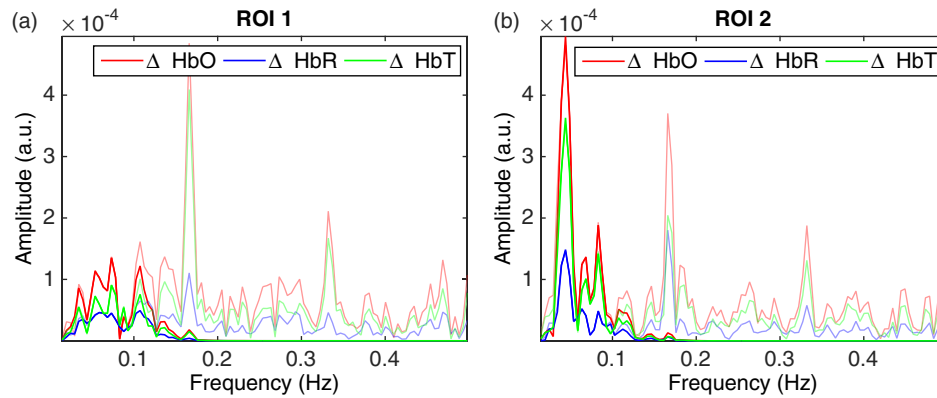 (a) ROI 1
× 10⁻⁴
Δ HbO Δ HbR Δ HbT
4
3
2
1
Amplitude (a.u.)
0.1 0.2 0.3 0.4
Frequency (Hz)
(b) ROI 2
× 10⁻⁴
Δ HbO Δ HbR Δ HbT
4
3
2
1
Amplitude (a.u.)
0.1 0.2 0.3 0.4
Frequency (Hz)